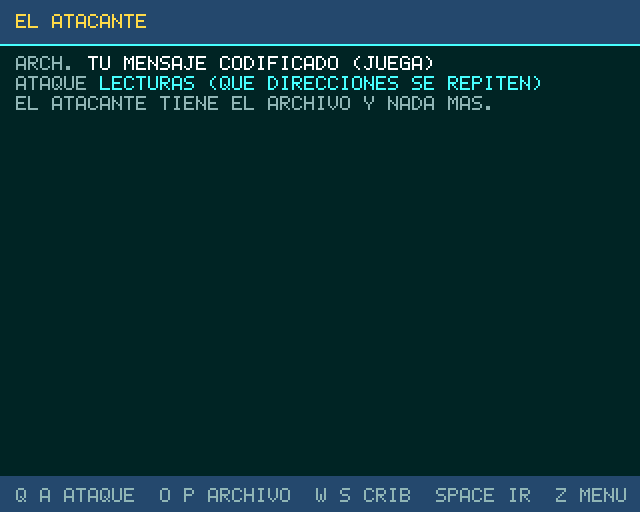 EL ATACANTE
ARCH. TU MENSAJE CODIFICADO (JUEGA)
ATAQUE LECTURAS (QUE DIRECCIONES SE REPITEN)
EL ATACANTE TIENE EL ARCHIVO Y NADA MAS.
Q A ATAQUE  O P ARCHIVO  W S CRIB  SPACE IR  Z MENU